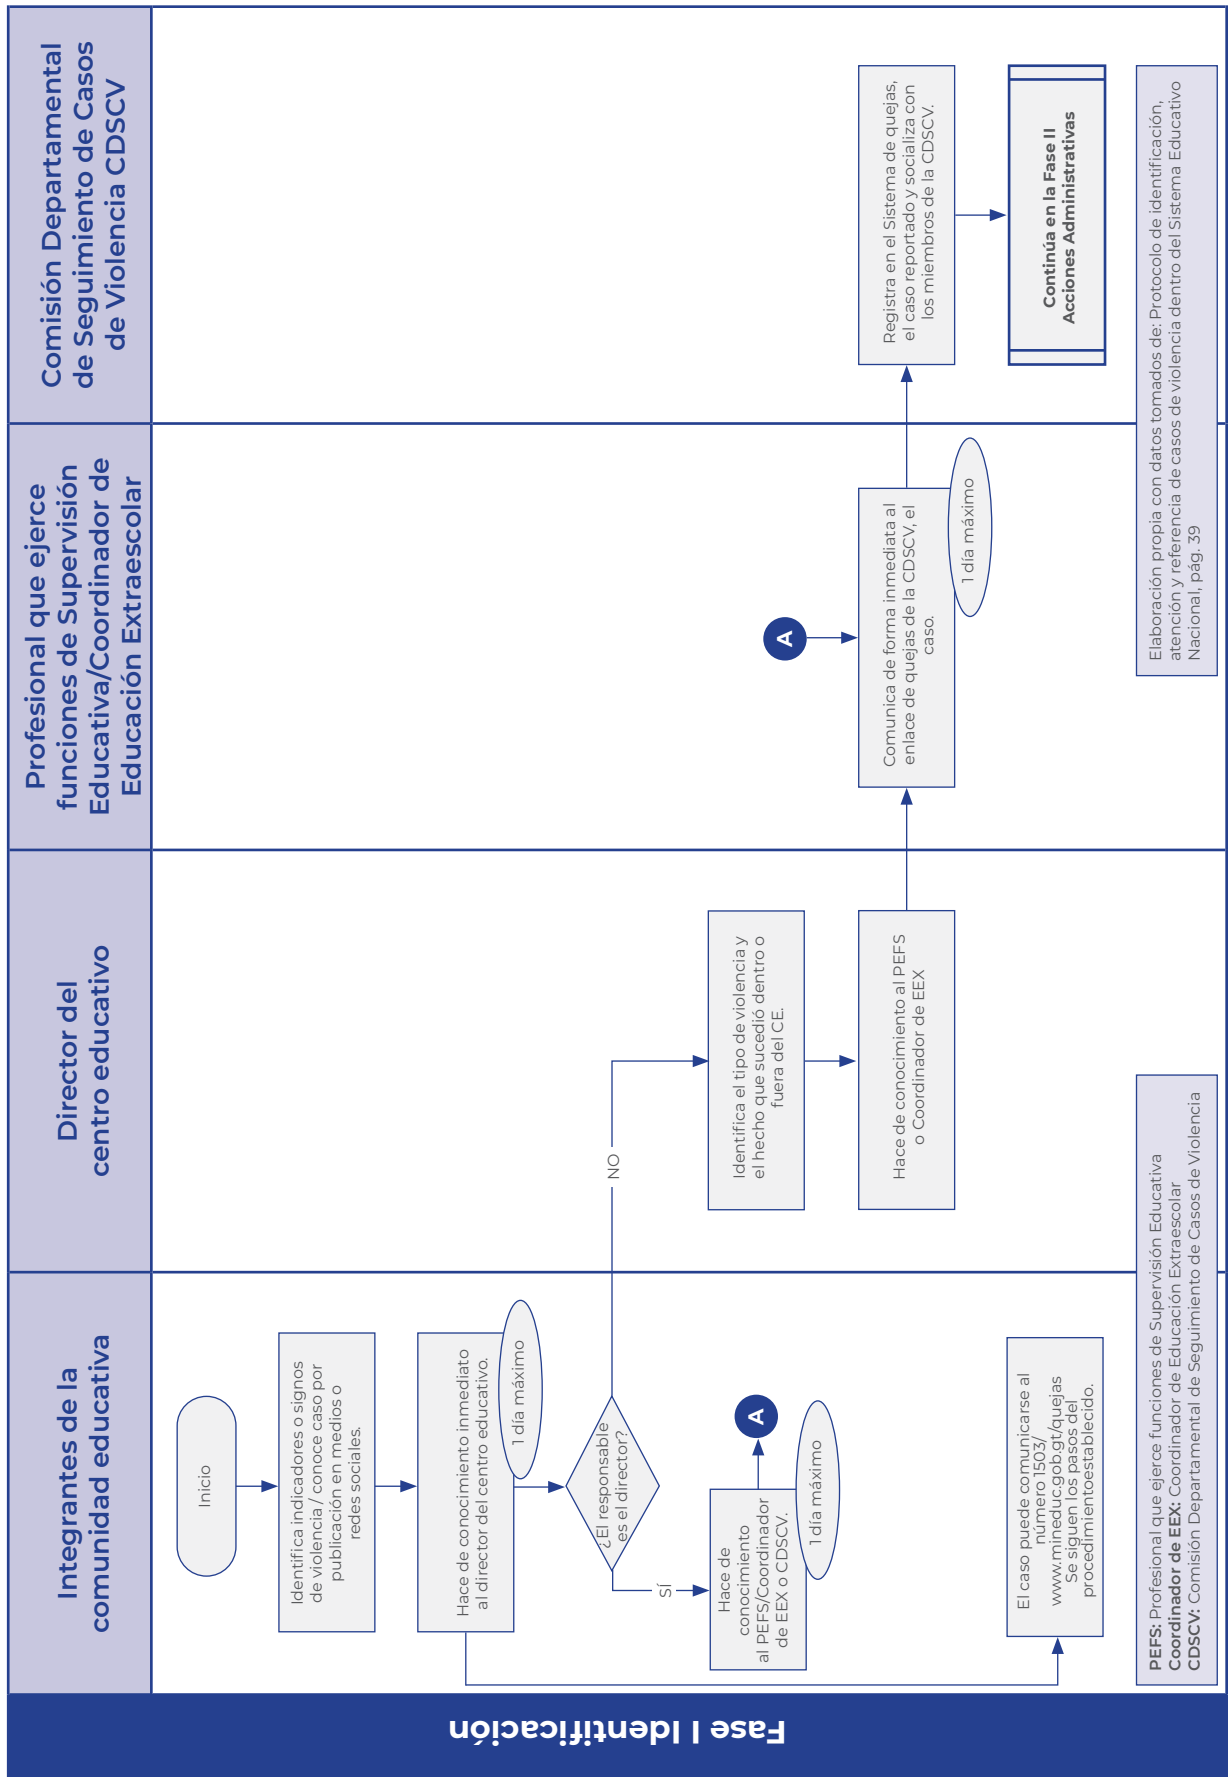 Fase I Identificación
Integrantes de la
comunidad educativa
Director del
centro educativo
Profesional que ejerce
funciones de Supervisión
Educativa/Coordinador de
Educación Extraescolar
Comisión Departamental
de Seguimiento de Casos
de Violencia CDSCV
Inicio
Identifica indicadores o signos
de violencia / conoce caso por
publicación en medios o
redes sociales.
Hace de conocimiento inmediato
al director del centro educativo.
1 día máximo
¿El responsable
es el director?
SÍ
NO
Hace de
conocimiento
al PEFS/Coordinador
de EEX o CDSCV.
1 día máximo
A
El caso puede comunicarse al
número 1503/
www.mineduc.gob.gt/quejas
Se siguen los pasos del
procedimientoestablecido.
Identifica el tipo de violencia y
el hecho que sucedió dentro o
fuera del CE.
Hace de conocimiento al PEFS
o Coordinador de EEX
A
Comunica de forma inmediata al
enlace de quejas de la CDSCV, el
caso.
1 día máximo
Registra en el Sistema de quejas,
el caso reportado y socializa con
los miembros de la CDSCV.
Continúa en la Fase II
Acciones Administrativas
PEFS: Profesional que ejerce funciones de Supervisión Educativa
Coordinador de EEX: Coordinador de Educación Extraescolar
CDSCV: Comisión Departamental de Seguimiento de Casos de Violencia
Elaboración propia con datos tomados de: Protocolo de identificación,
atención y referencia de casos de violencia dentro del Sistema Educativo
Nacional, pág. 39